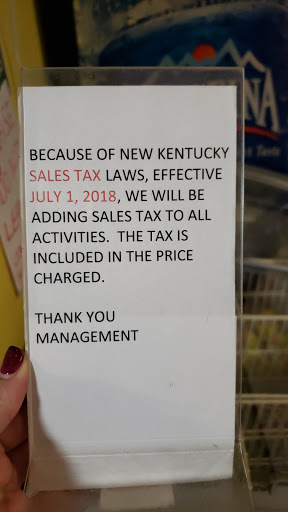 BECAUSE OF NEW KENTUCKY
SALES TAX LAWS, EFFECTIVE
JULY 1, 2018, WE WILL BE
ADDING SALES TAX TO ALL
ACTIVITIES. THE TAX IS
INCLUDED IN THE PRICE
CHARGED.
THANK YOU
MANAGEMENT